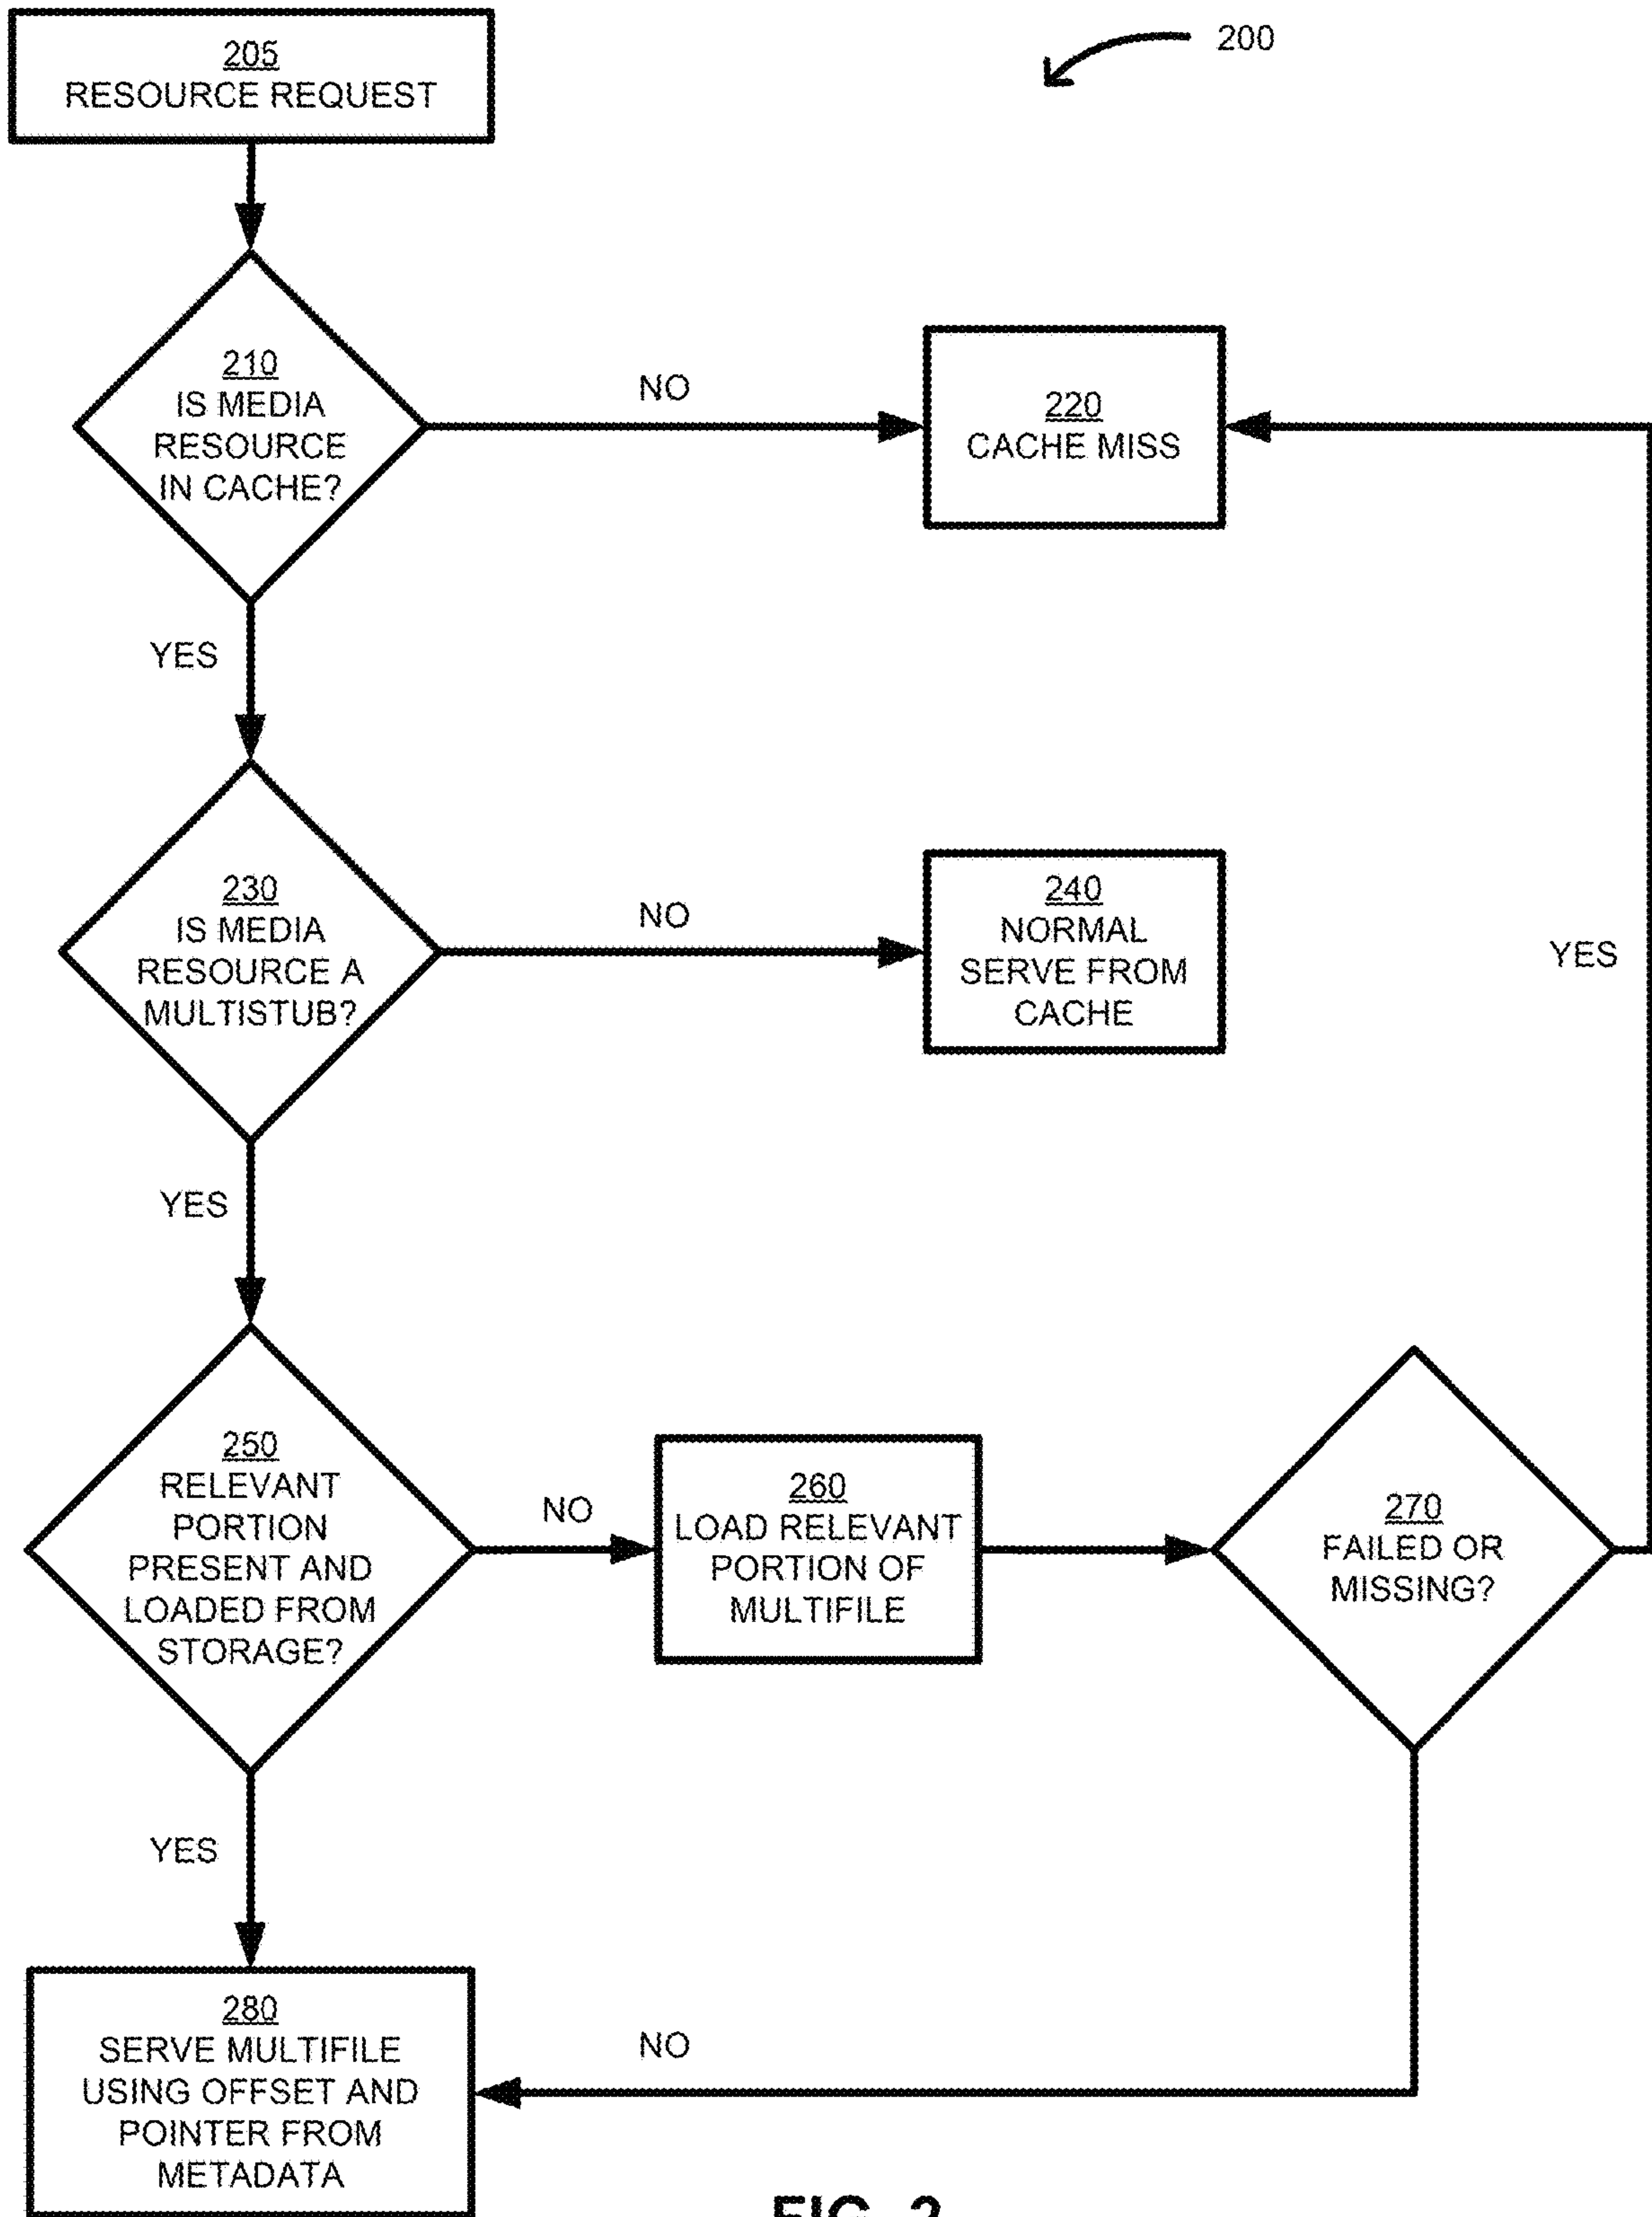 205
RESOURCE REQUEST
200
210
IS MEDIA
RESOURCE
IN CACHE?
NO
220
CACHE MISS
YES
230
IS MEDIA
RESOURCE A
MULTISTUB?
NO
240
NORMAL
SERVE FROM
CACHE
YES
YES
250
RELEVANT
PORTION
PRESENT AND
LOADED FROM
STORAGE?
NO
260
LOAD RELEVANT
PORTION OF
MULTIFILE
270
FAILED OR
MISSING?
YES
280
SERVE MULTIFILE
USING OFFSET AND
POINTER FROM
METADATA
NO
FIG. 2